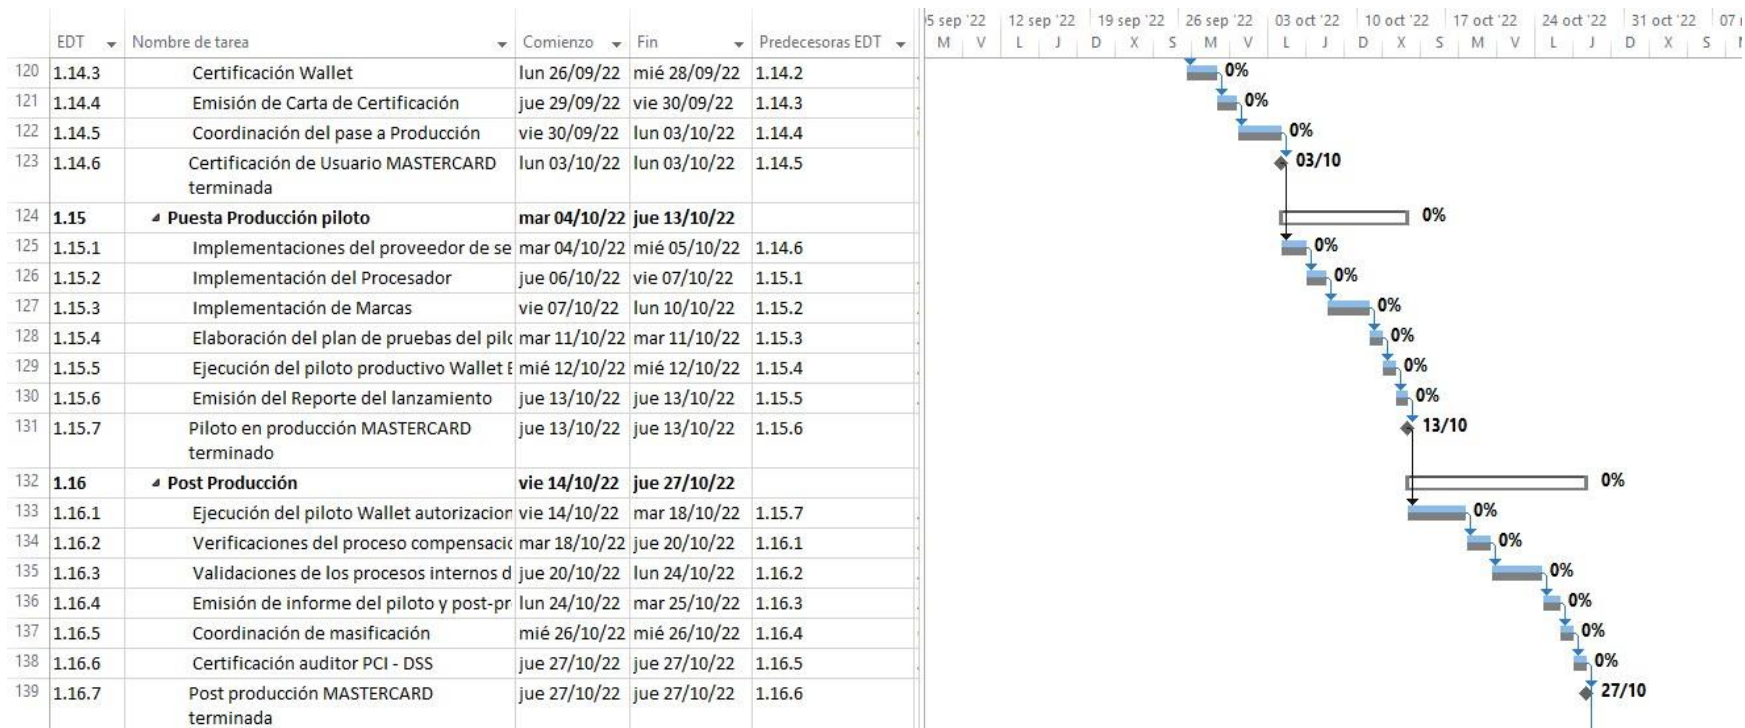 05 sep '22 12 sep '22 19 sep '22 26 sep '22 03 oct '22 10 oct '22 17 oct '22 24 oct '22 31 oct '22 07
EDT Nombre de tarea Comienzo Fin Predecesoras EDT M V L J D X S M V L J D X S M V L J D X S
120 1.14.3 Certificación Wallet lun 26/09/22 mié 28/09/22 1.14.2 0%
121 1.14.4 Emisión de Carta de Certificación jue 29/09/22 vie 30/09/22 1.14.3 0%
122 1.14.5 Coordinación del pase a Producción vie 30/09/22 lun 03/10/22 1.14.4 0%
123 1.14.6 Certificación de Usuario MASTERCARD lun 03/10/22 lun 03/10/22 1.14.5 03/10
terminada
124 1.15 Puesta Producción piloto mar 04/10/22 jue 13/10/22 0%
125 1.15.1 Implementaciones del proveedor de se mar 04/10/22 mié 05/10/22 1.14.6 0%
126 1.15.2 Implementación del Procesador jue 06/10/22 vie 07/10/22 1.15.1 0%
127 1.15.3 Implementación de Marcas vie 07/10/22 lun 10/10/22 1.15.2 0%
128 1.15.4 Elaboración del plan de pruebas del pilo mar 11/10/22 mar 11/10/22 1.15.3 0%
129 1.15.5 Ejecución del piloto productivo Wallet E mié 12/10/22 mié 12/10/22 1.15.4 0%
130 1.15.6 Emisión del Reporte del lanzamiento jue 13/10/22 jue 13/10/22 1.15.5 0%
131 1.15.7 Piloto en producción MASTERCARD jue 13/10/22 jue 13/10/22 1.15.6 13/10
terminado
132 1.16 Post Producción vie 14/10/22 jue 27/10/22 0%
133 1.16.1 Ejecución del piloto Wallet autorizacion vie 14/10/22 mar 18/10/22 1.15.7 0%
134 1.16.2 Verificaciones del proceso compensació mar 18/10/22 jue 20/10/22 1.16.1 0%
135 1.16.3 Validaciones de los procesos internos d jue 20/10/22 lun 24/10/22 1.16.2 0%
136 1.16.4 Emisión de informe del piloto y post-pr lun 24/10/22 mar 25/10/22 1.16.3 0%
137 1.16.5 Coordinación de masificación mié 26/10/22 mié 26/10/22 1.16.4 0%
138 1.16.6 Certificación auditor PCI - DSS jue 27/10/22 jue 27/10/22 1.16.5 0%
139 1.16.7 Post producción MASTERCARD jue 27/10/22 jue 27/10/22 1.16.6 27/10
terminada